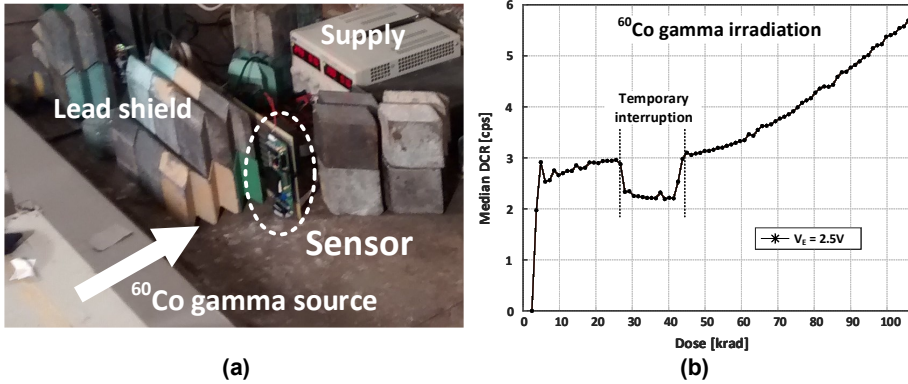 Supply
Lead shield
Sensor
⁶⁰Co gamma source
(a)
⁶⁰Co gamma irradiation
Temporary
interruption
V_E = 2.5V
Median DCR [cps]
0
1
2
3
4
5
6
0 10 20 30 40 50 60 70 80 90 100
Dose [krad]
(b)